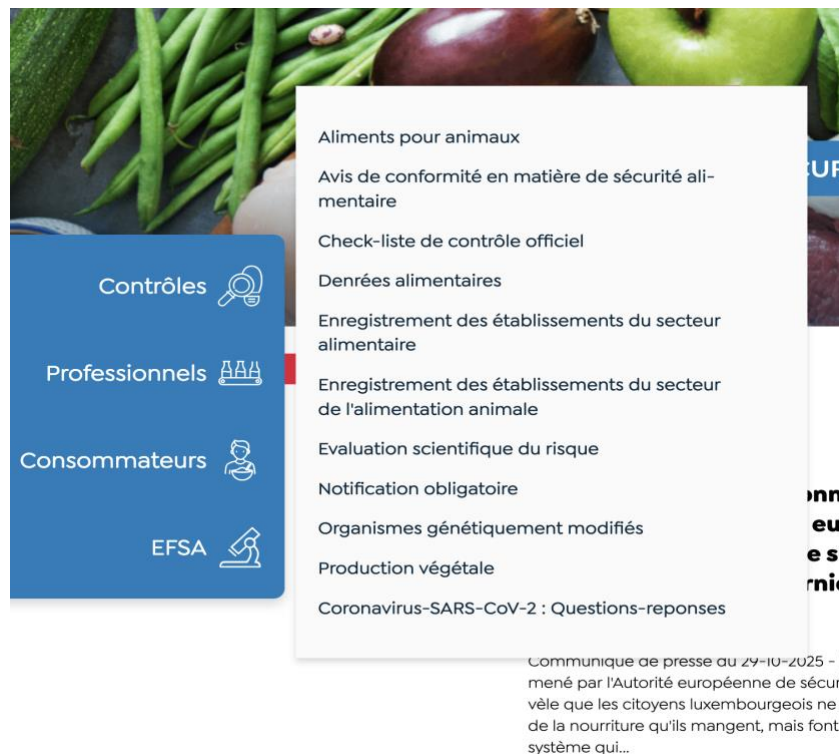 Contrôles
Professionnels
Consommateurs
EFSA
Aliments pour animaux
Avis de conformité en matière de sécurité ali-
mentaire
Check-liste de contrôle officiel
Denrées alimentaires
Enregistrement des établissements du secteur
alimentaire
Enregistrement des établissements du secteur
de l'alimentation animale
Evaluation scientifique du risque
Notification obligatoire
Organismes génétiquement modifiés
Production végétale
Coronavirus-SARS-CoV-2 : Questions-reponses
Communiqué de presse du 29-10-2025 -
mené par l'Autorité européenne de sécur
vèle que les citoyens luxembourgeois ne
de la nourriture qu'ils mangent, mais font
système qui...